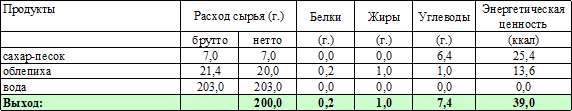 Продукты Расход сырья (г.) Белки Жиры Углеводы Энергетическая ценность
брутто нетто (г.) (г.) (г.) (ккал)
сахар-песок 7,0 7,0 0,0 0,0 6,4 25,4
облепиха 21,4 20,0 0,2 1,0 1,0 13,6
вода 203,0 203,0 0,0 0,0 0,0 0,0
Выход: 200,0 0,2 1,0 7,4 39,0